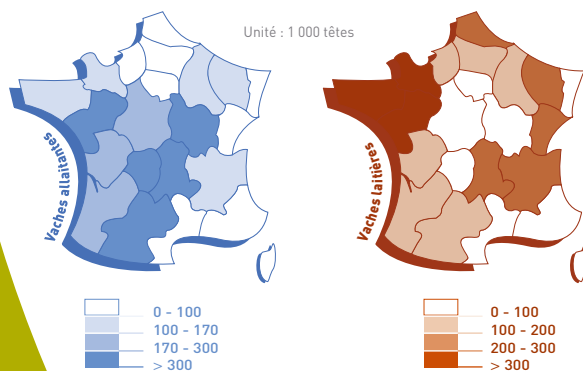 Unité : 1 000 têtes
Vaches allaitantes
Vaches laitières
0 - 100
100 - 170
170 - 300
> 300
0 - 100
100 - 200
200 - 300
> 300